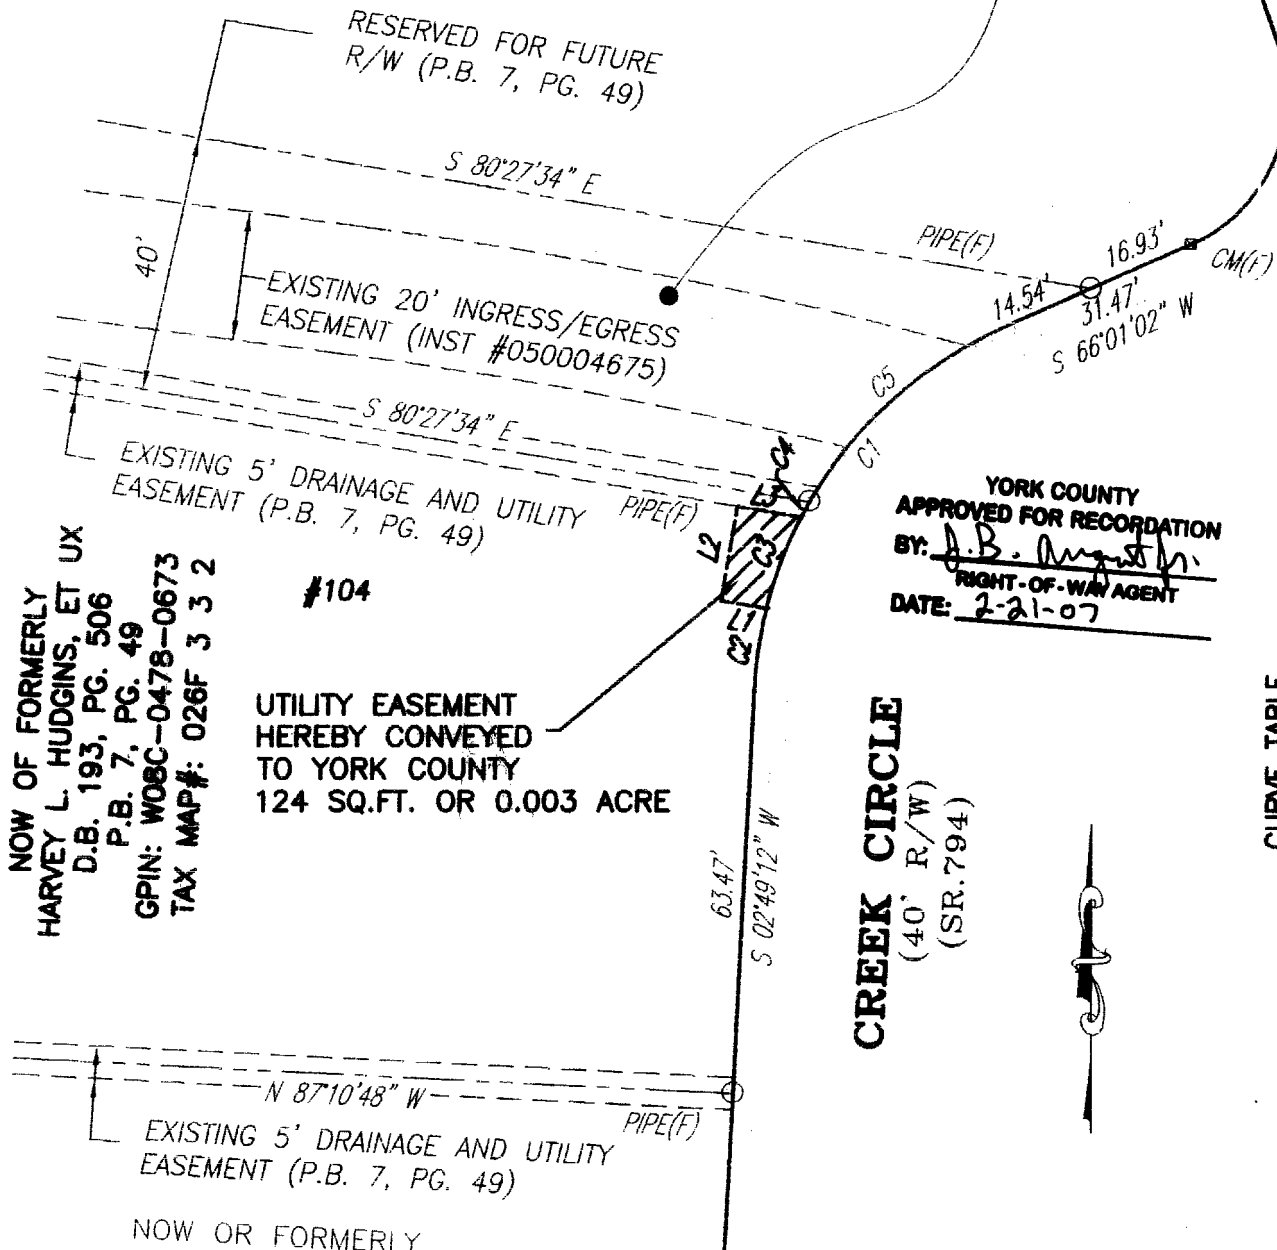 RESERVED FOR FUTURE
R/W (P.B. 7, PG. 49)
S 80°27'34" E
40'
PIPE(F)
16.93'
CM(F)
14.54'
31.47'
S 66°01'02" W
EXISTING 20' INGRESS/EGRESS
EASEMENT (INST #050004675)
C5
C1
S 80°27'34" E
EXISTING 5' DRAINAGE AND UTILITY
EASEMENT (P.B. 7, PG. 49)
PIPE(F)
L3
C4
L2
C3
L1
C2
YORK COUNTY
APPROVED FOR RECORDATION
BY: J.B. August Jr.
RIGHT-OF-WAY AGENT
DATE: 2-21-07
#104
NOW OF FORMERLY
HARVEY L. HUDGINS, ET UX
D.B. 193, PG. 506
P.B. 7, PG. 49
GPIN: W08C-0478-0673
TAX MAP#: 026F 3 3 2
UTILITY EASEMENT
HEREBY CONVEYED
TO YORK COUNTY
124 SQ.FT. OR 0.003 ACRE
63.47'
S 02°49'12" W
CREEK CIRCLE
(40' R/W)
(SR.794)
CURVE TABLE
N 87°10'48" W
PIPE(F)
EXISTING 5' DRAINAGE AND UTILITY
EASEMENT (P.B. 7, PG. 49)
NOW OR FORMERLY